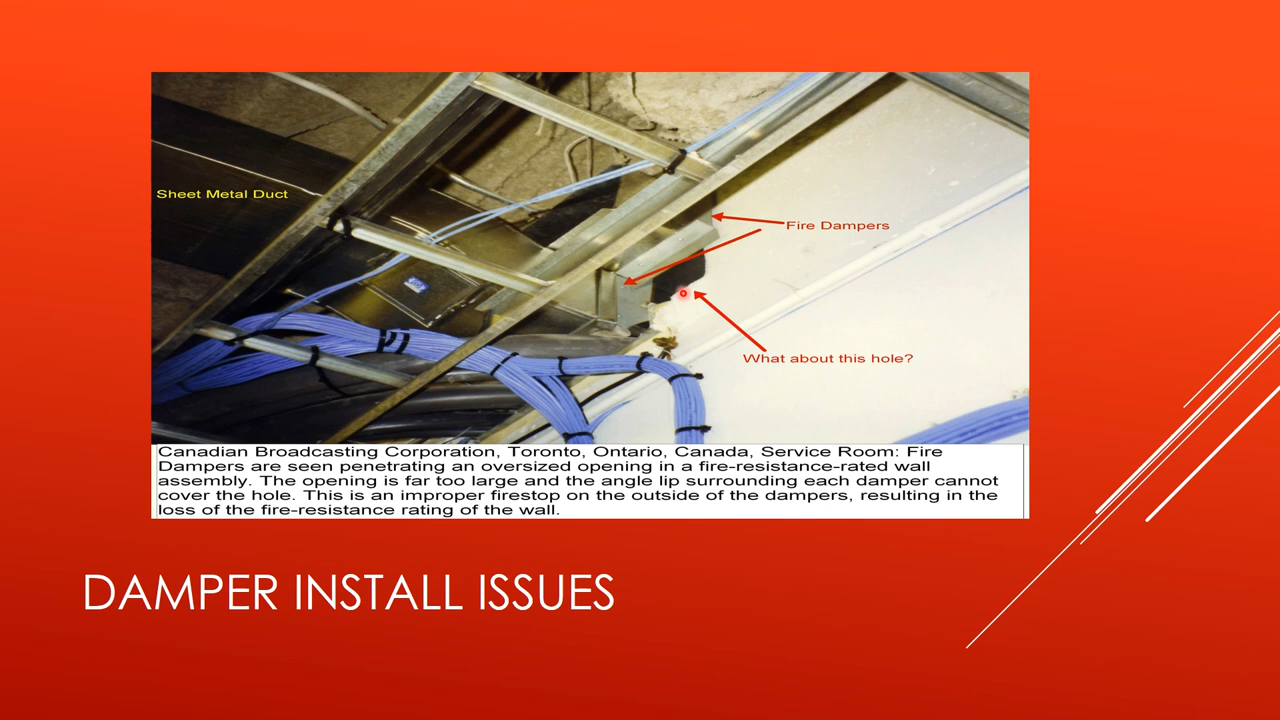 Sheet Metal Duct
Fire Dampers
What about this hole?
Canadian Broadcasting Corporation, Toronto, Ontario, Canada, Service Room: Fire
Dampers are seen penetrating an oversized opening in a fire-resistance-rated wall
assembly. The opening is far too large and the angle lip surrounding each damper cannot
cover the hole. This is an improper firestop on the outside of the dampers, resulting in the
loss of the fire-resistance rating of the wall.
DAMPER INSTALL ISSUES